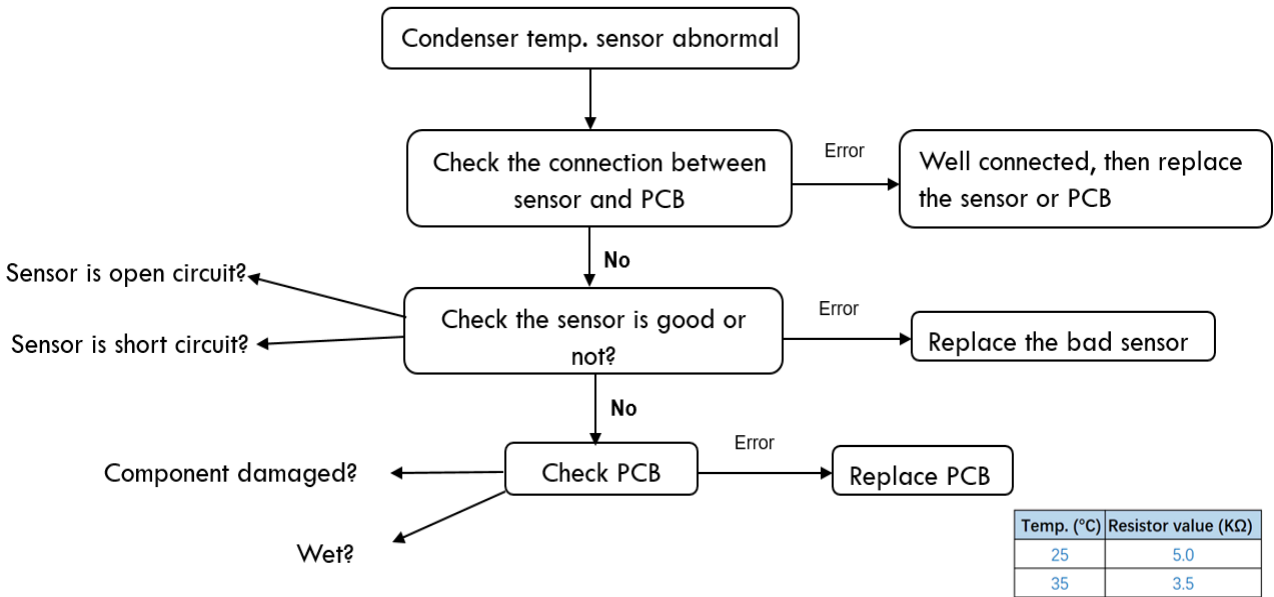 Condenser temp. sensor abnormal
Check the connection between
sensor and PCB
Error
Well connected, then replace
the sensor or PCB
No
Sensor is open circuit?
Sensor is short circuit?
Check the sensor is good or
not?
Error
Replace the bad sensor
No
Component damaged?
Wet?
Check PCB
Error
Replace PCB
Temp. (°C) Resistor value (KΩ)
25 5.0
35 3.5